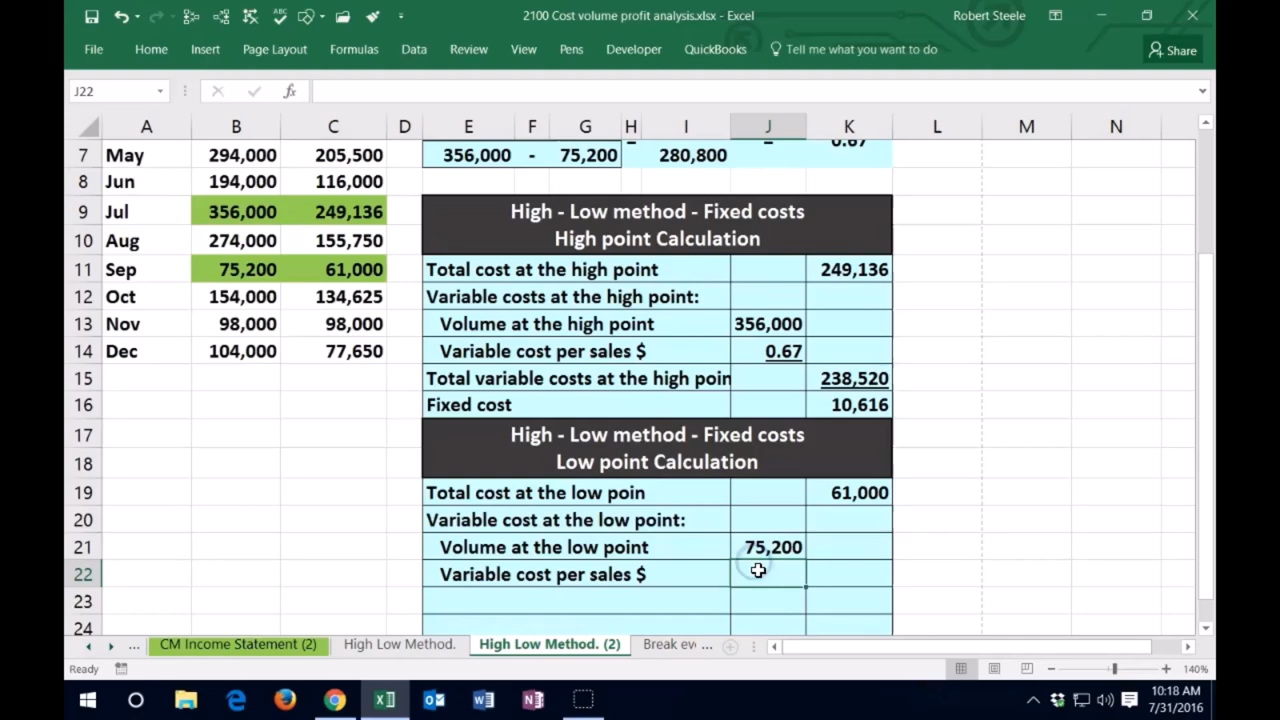 2100 Cost volume profit analysis.xlsx - Excel Robert Steele
File Home Insert Page Layout Formulas Data Review View Pens Developer QuickBooks Tell me what you want to do Share
J22 fx
A B C D E F G H I J K L M N
7 May 294,000 205,500 356,000 - 75,200 = 280,800 = 0.67
8 Jun 194,000 116,000
9 Jul 356,000 249,136 High - Low method - Fixed costs
10 Aug 274,000 155,750 High point Calculation
11 Sep 75,200 61,000 Total cost at the high point 249,136
12 Oct 154,000 134,625 Variable costs at the high point:
13 Nov 98,000 98,000 Volume at the high point 356,000
14 Dec 104,000 77,650 Variable cost per sales $ 0.67
15 Total variable costs at the high poin 238,520
16 Fixed cost 10,616
17 High - Low method - Fixed costs
18 Low point Calculation
19 Total cost at the low poin 61,000
20 Variable cost at the low point:
21 Volume at the low point 75,200
22 Variable cost per sales $
23
24
... CM Income Statement (2) High Low Method. High Low Method. (2) Break ev ...
Ready 140%
10:18 AM
7/31/2016